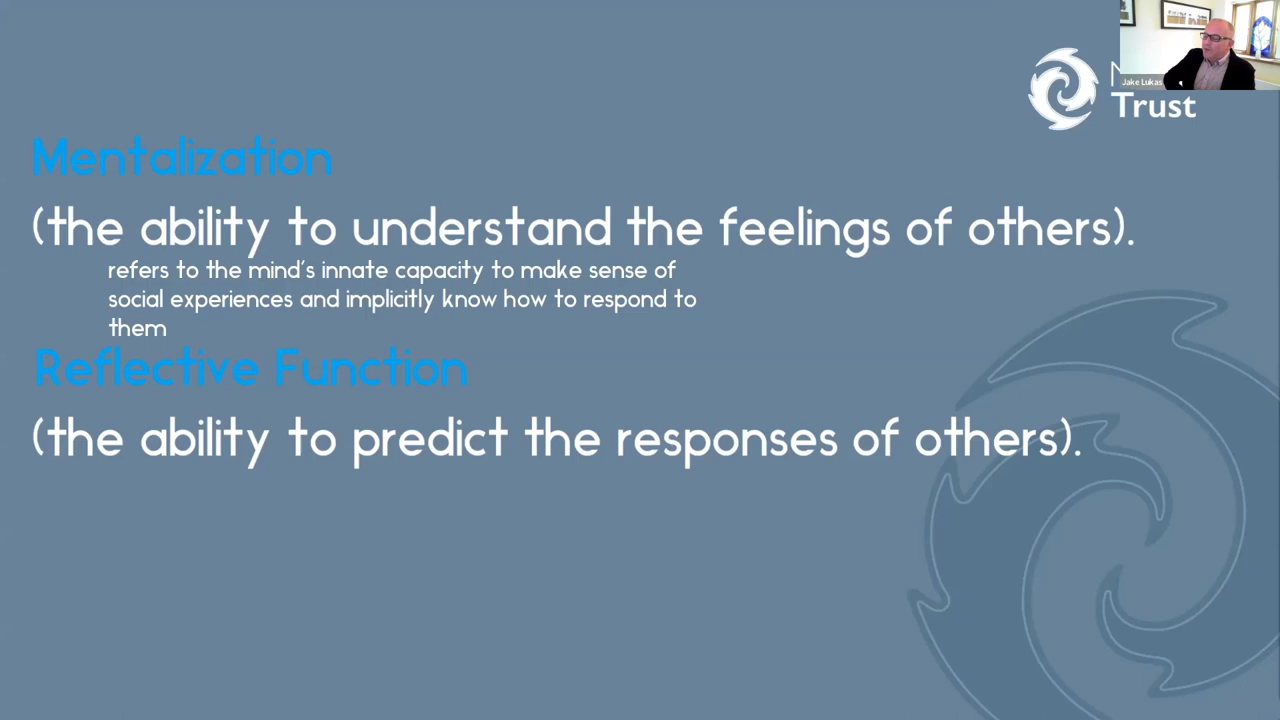 Jake Lukas
Trust
Mentalization
(the ability to understand the feelings of others).
refers to the mind's innate capacity to make sense of
social experiences and implicitly know how to respond to
them
Reflective Function
(the ability to predict the responses of others).